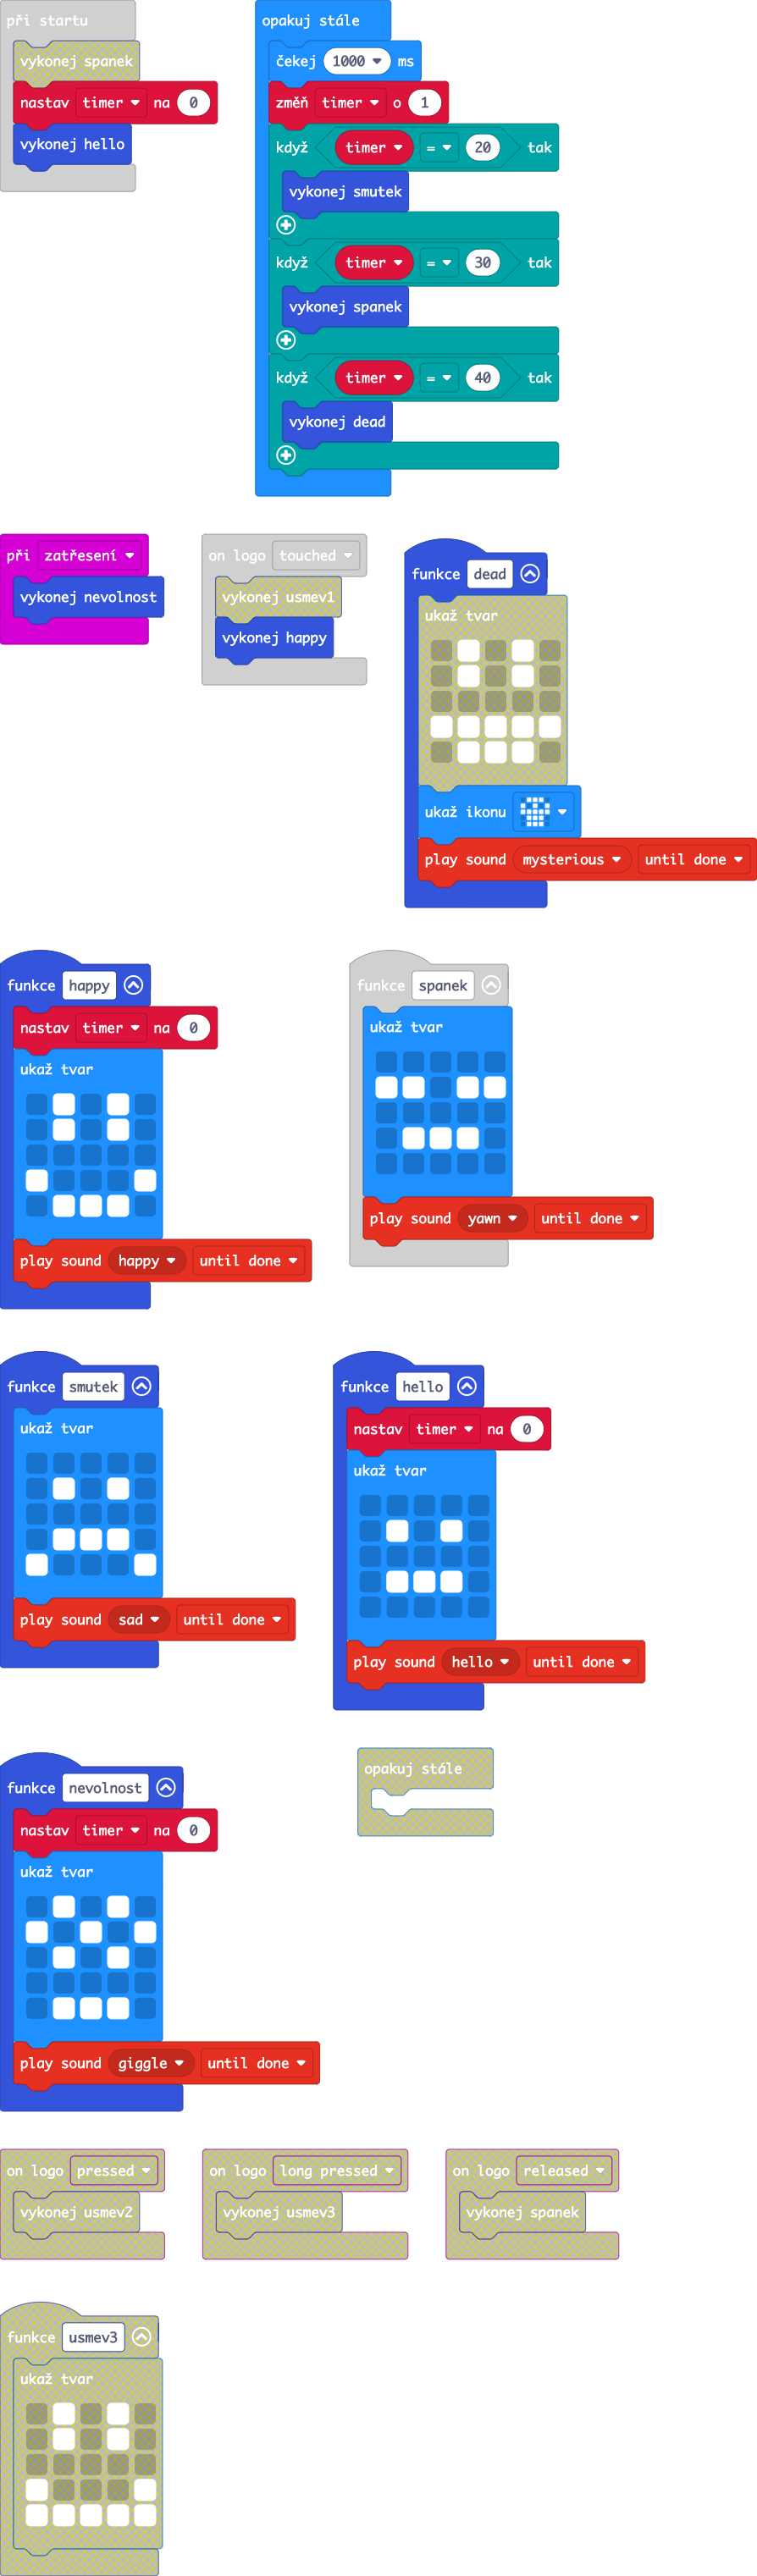 při startu
vykonej spanek
nastav timer na 0
vykonej hello
opakuj stále
čekej 1000 ms
změň timer o 1
když timer = 20 tak
vykonej smutek
když timer = 30 tak
vykonej spanek
když timer = 40 tak
vykonej dead
při zatřesení
vykonej nevolnost
on logo touched
vykonej usmev1
vykonej happy
funkce dead
ukaž tvar
ukaž ikonu
play sound mysterious until done
funkce happy
nastav timer na 0
ukaž tvar
play sound happy until done
funkce spanek
ukaž tvar
play sound yawn until done
funkce smutek
ukaž tvar
play sound sad until done
funkce hello
nastav timer na 0
ukaž tvar
play sound hello until done
funkce nevolnost
nastav timer na 0
ukaž tvar
play sound giggle until done
opakuj stále
on logo pressed
vykonej usmev2
on logo long pressed
vykonej usmev3
on logo released
vykonej spanek
funkce usmev3
ukaž tvar